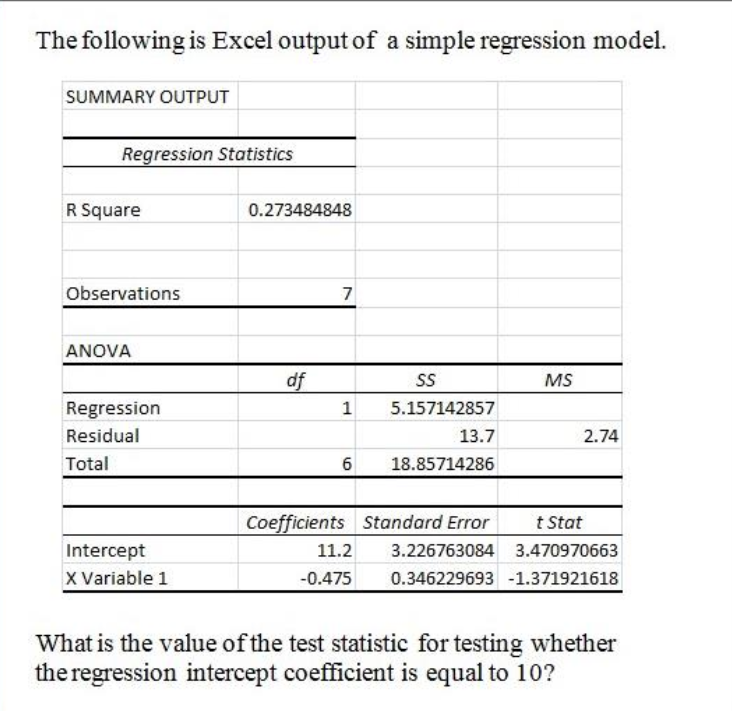 The following is Excel output of a simple regression model.
SUMMARY OUTPUT
Regression Statistics
R Square 0.273484848
Observations 7
ANOVA
df SS MS
Regression 1 5.157142857
Residual 13.7 2.74
Total 6 18.85714286
Coefficients Standard Error t Stat
Intercept 11.2 3.226763084 3.470970663
X Variable 1 -0.475 0.346229693 -1.371921618
What is the value of the test statistic for testing whether
the regression intercept coefficient is equal to 10?